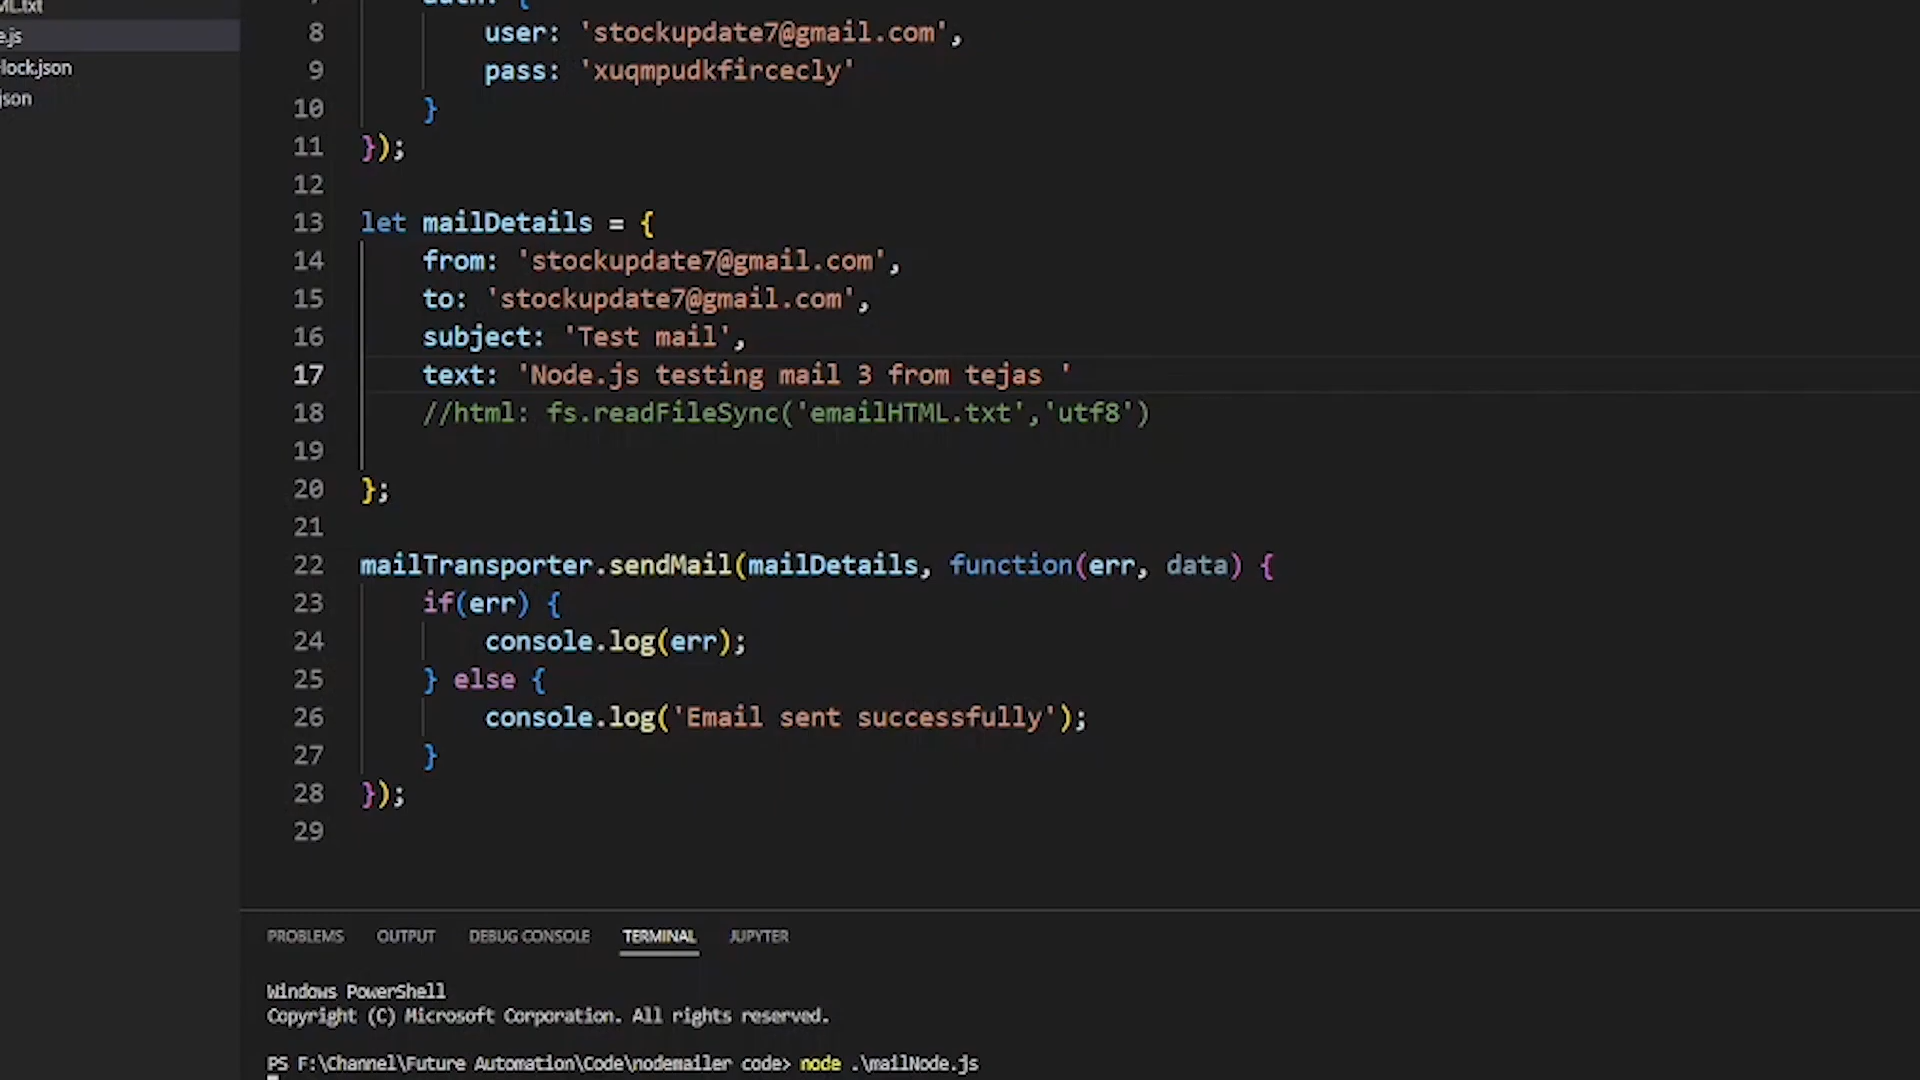 ML.txt
e.js
lock.json
json
8 user: 'stockupdate7@gmail.com',
9 pass: 'xuqmpudkfircecly'
10 }
11 });
12
13 let mailDetails = {
14 from: 'stockupdate7@gmail.com',
15 to: 'stockupdate7@gmail.com',
16 subject: 'Test mail',
17 text: 'Node.js testing mail 3 from tejas '
18 //html: fs.readFileSync('emailHTML.txt','utf8')
19
20 };
21
22 mailTransporter.sendMail(mailDetails, function(err, data) {
23 if(err) {
24 console.log(err);
25 } else {
26 console.log('Email sent successfully');
27 }
28 });
29
PROBLEMS OUTPUT DEBUG CONSOLE TERMINAL JUPYTER
Windows PowerShell
Copyright (C) Microsoft Corporation. All rights reserved.
PS F:\Channel\Future Automation\Code\nodemailer code> node .\mailNode.js